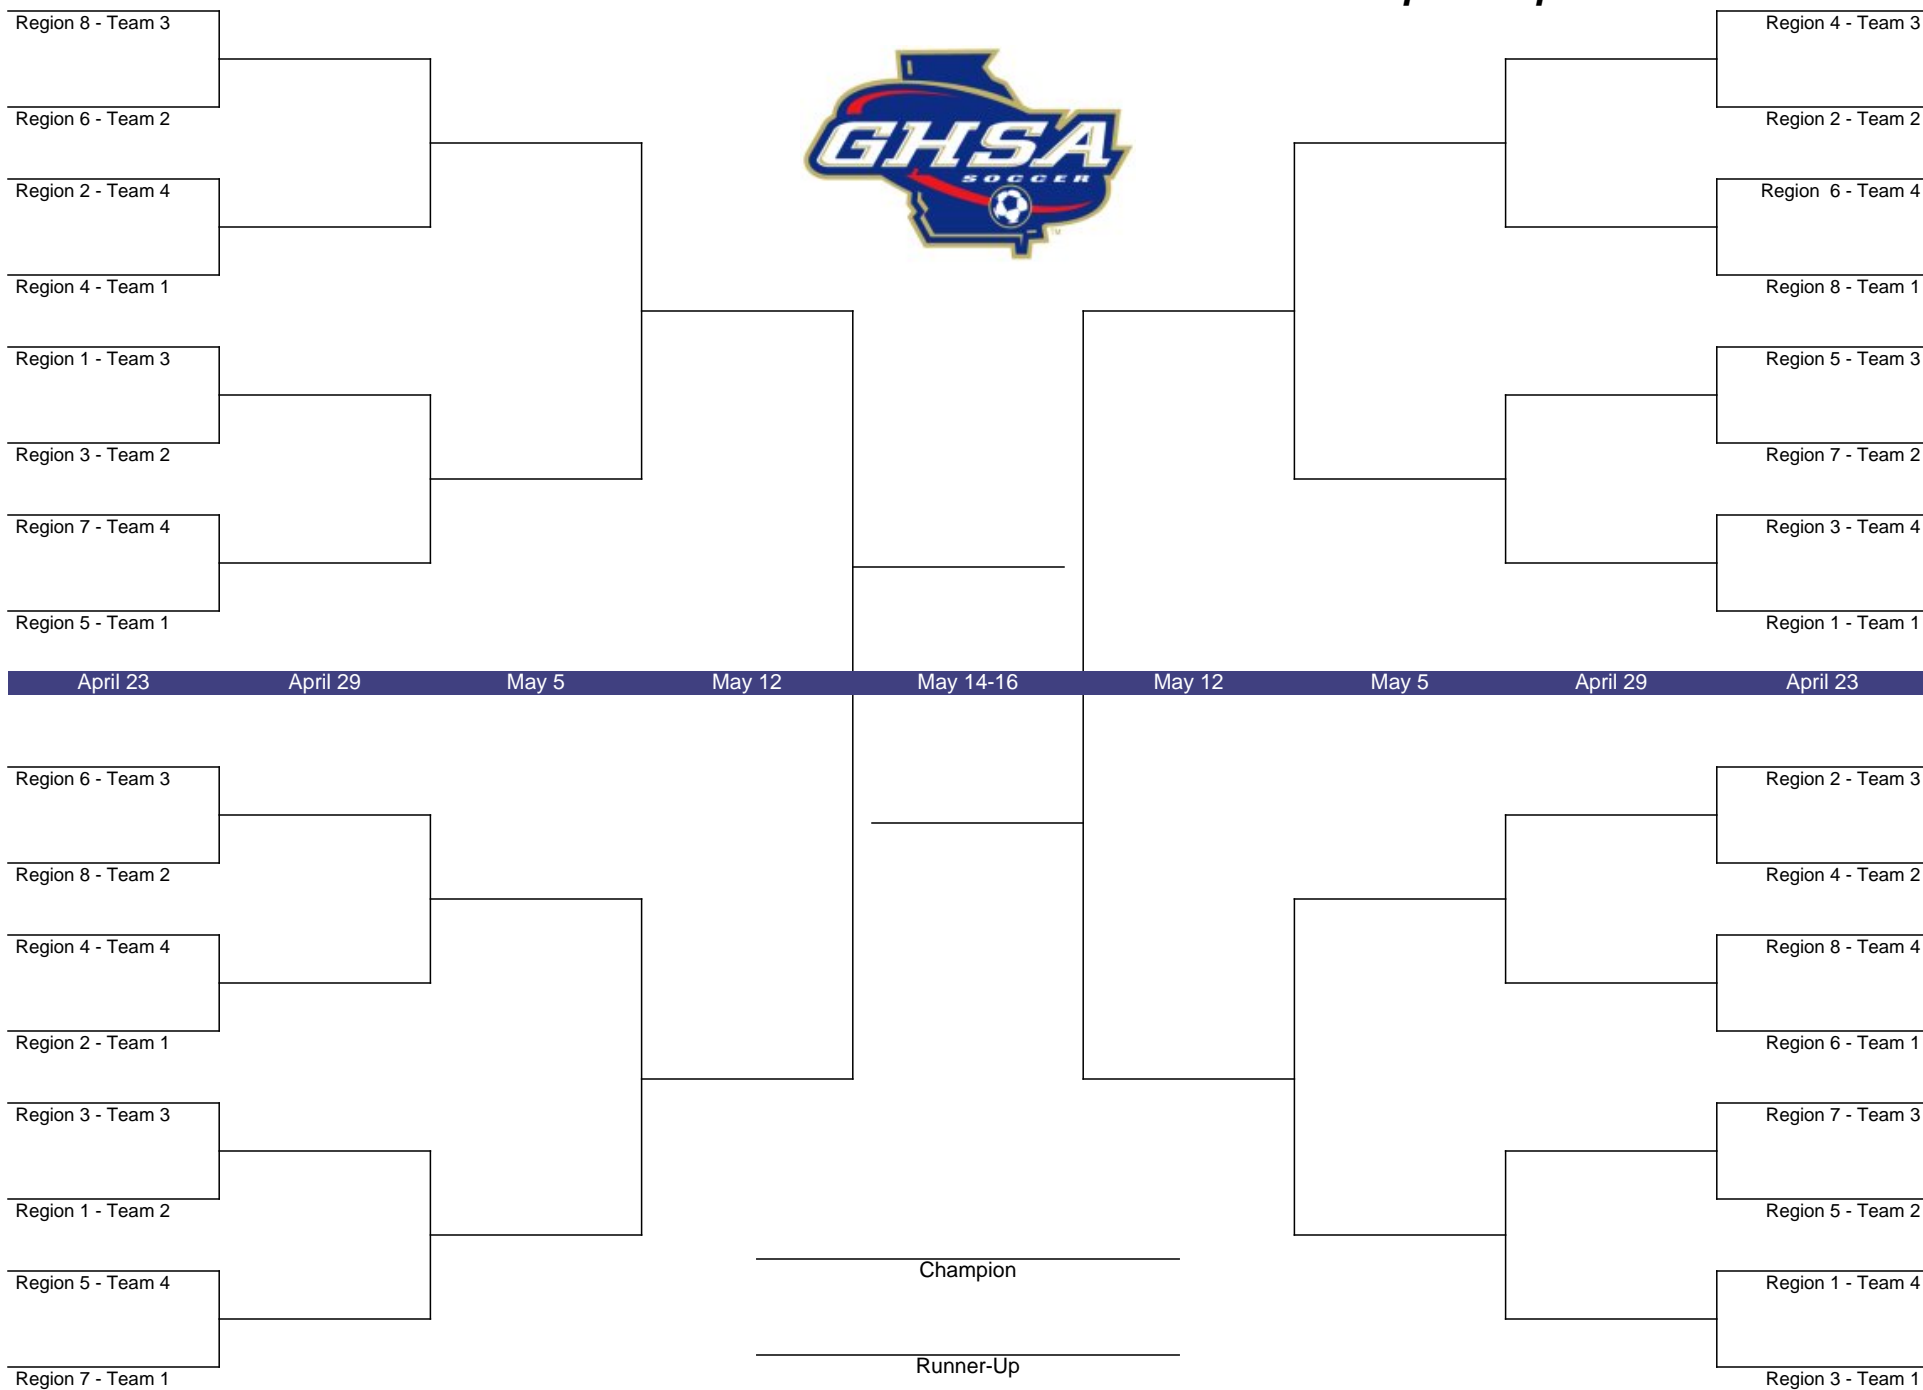 Region 8 - Team 3
Region 6 - Team 2
Region 2 - Team 4
Region 4 - Team 1
Region 1 - Team 3
Region 3 - Team 2
Region 7 - Team 4
Region 5 - Team 1
GHSA
SOCCER
TM
Region 4 - Team 3
Region 2 - Team 2
Region  6 - Team 4
Region 8 - Team 1
Region 5 - Team 3
Region 7 - Team 2
Region 3 - Team 4
Region 1 - Team 1
April 23 April 29 May 5 May 12 May 14-16 May 12 May 5 April 29 April 23
Region 6 - Team 3
Region 8 - Team 2
Region 4 - Team 4
Region 2 - Team 1
Region 3 - Team 3
Region 1 - Team 2
Region 5 - Team 4
Region 7 - Team 1
Champion
Runner-Up
Region 2 - Team 3
Region 4 - Team 2
Region 8 - Team 4
Region 6 - Team 1
Region 7 - Team 3
Region 5 - Team 2
Region 1 - Team 4
Region 3 - Team 1